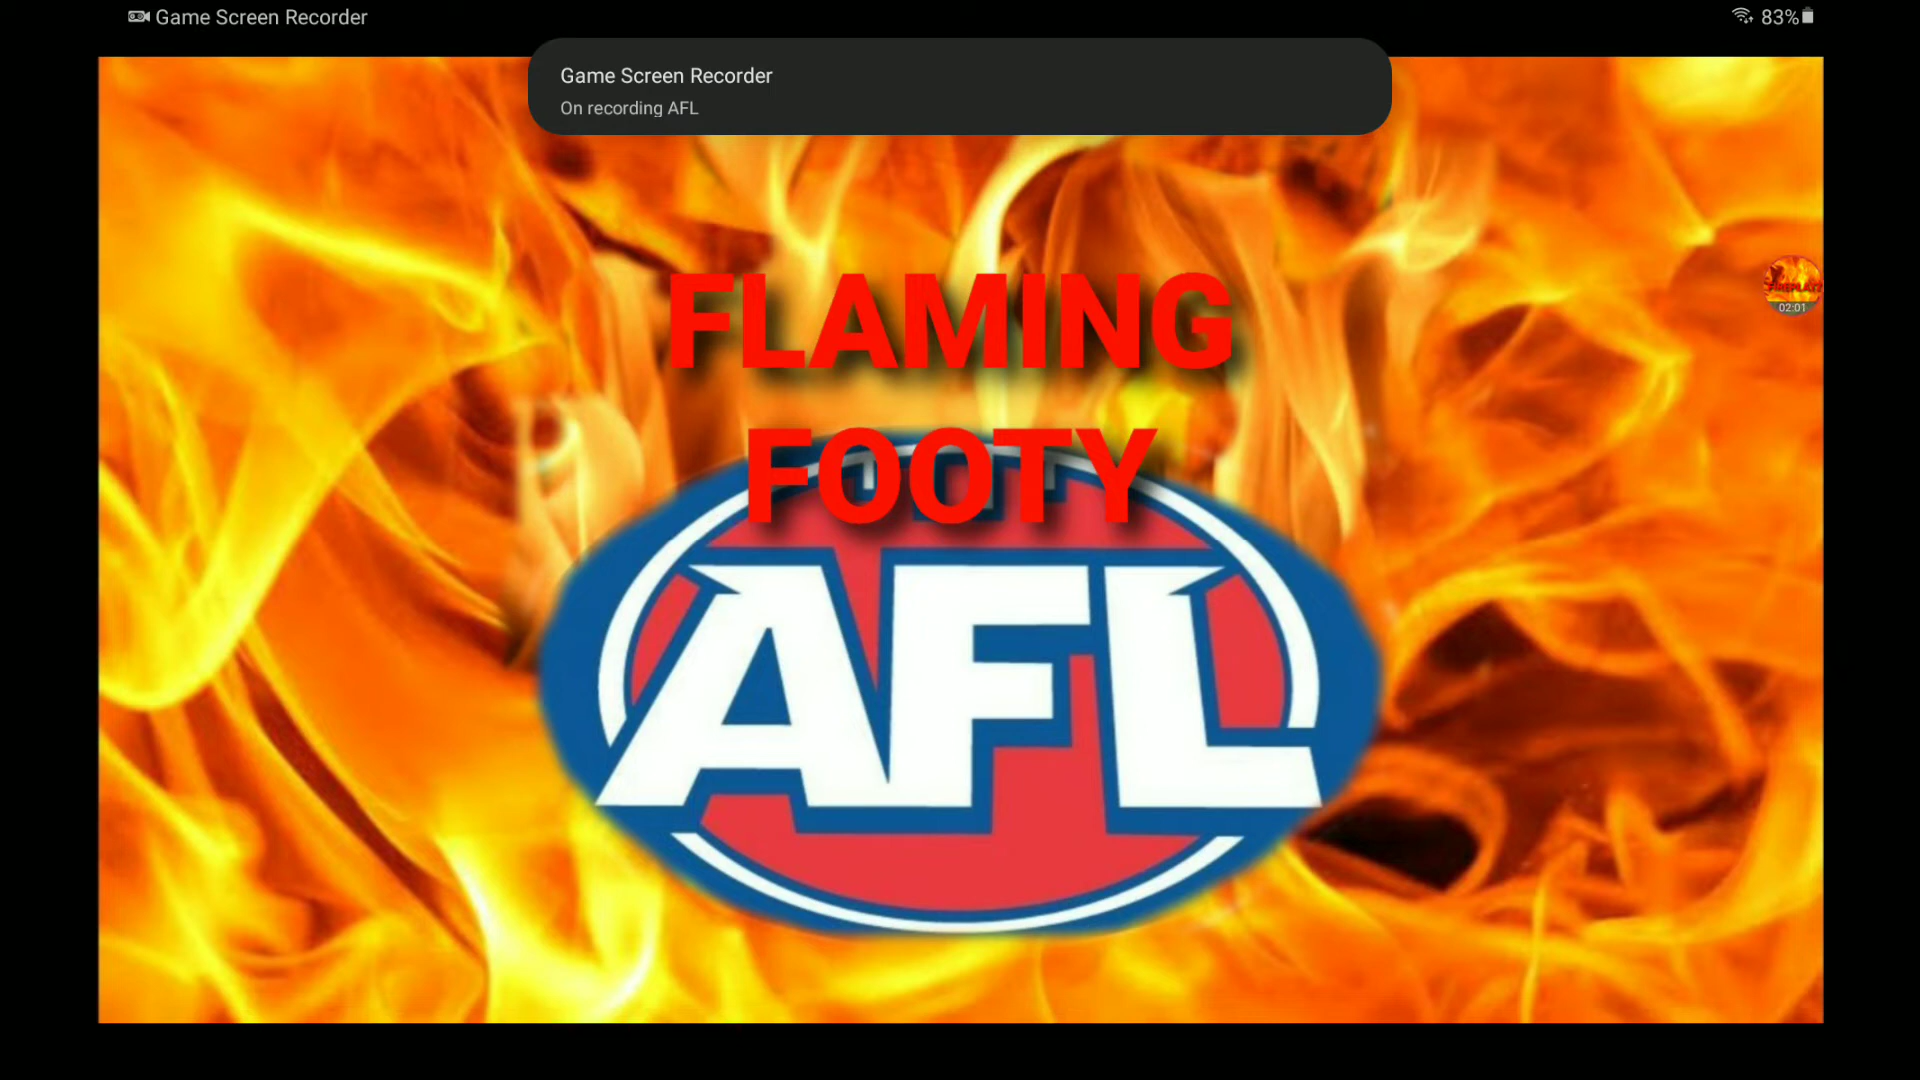 Game Screen Recorder
83%
Game Screen Recorder
On recording AFL
FLAMING
FOOTY
AFL
02:01